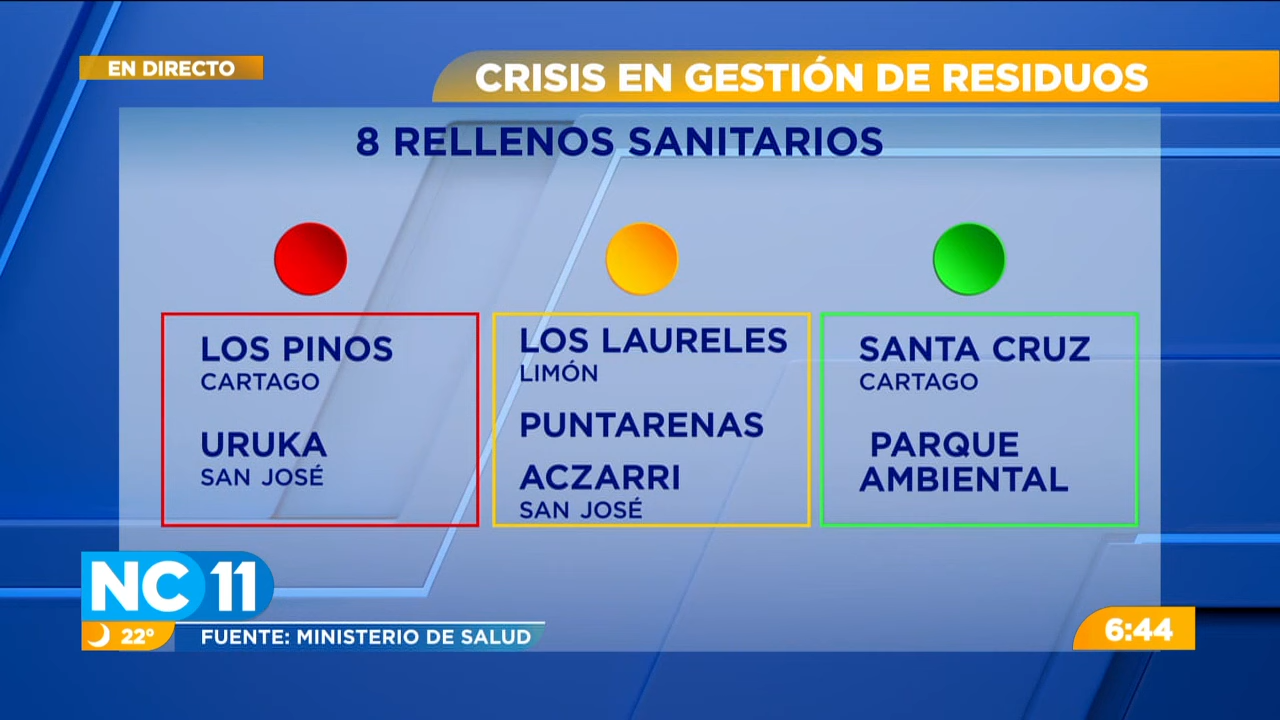 EN DIRECTO
CRISIS EN GESTIÓN DE RESIDUOS
8 RELLENOS SANITARIOS
LOS PINOS
CARTAGO
URUKA
SAN JOSÉ
LOS LAURELES
LIMÓN
PUNTARENAS
ACZARRI
SAN JOSÉ
SANTA CRUZ
CARTAGO
PARQUE
AMBIENTAL
NC 11
22°
FUENTE: MINISTERIO DE SALUD
6:44